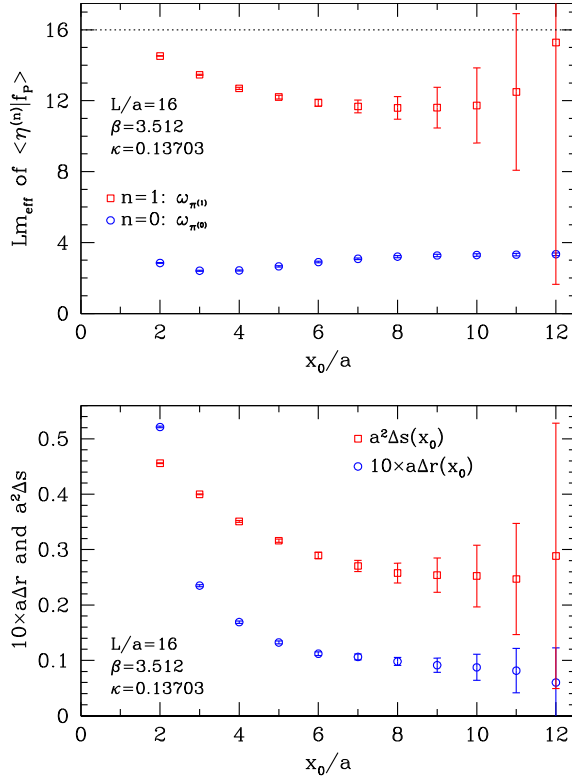 16
12
8
4
0
Lm_eff of <η^(n)|f_P>
L/a=16
β=3.512
κ=0.13703
n=1: ω_π^(1)
n=0: ω_π^(0)
0 2 4 6 8 10 12
x_0/a
0.5
0.4
0.3
0.2
0.1
0
10×aΔr and a²Δs
a²Δs(x_0)
10×aΔr(x_0)
L/a=16
β=3.512
κ=0.13703
0 2 4 6 8 10 12
x_0/a